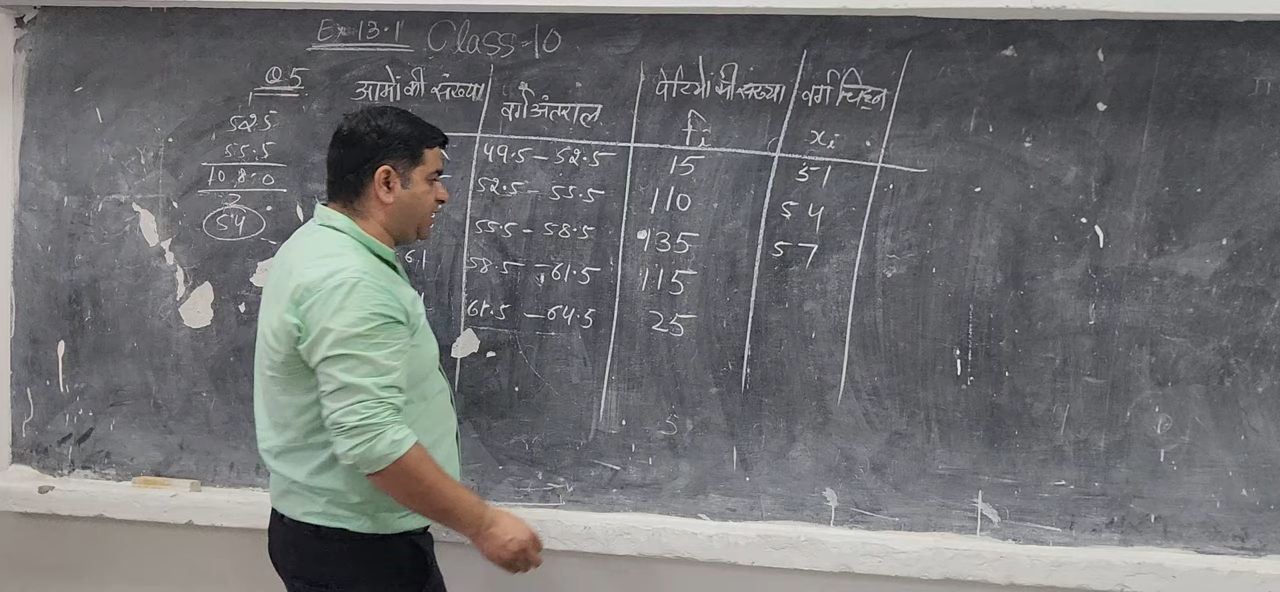 Ex-13.1 Class-10
Q5
आमों की संख्या वर्ग अंतराल पेटियों की संख्या वर्ग चिह्न
fi xi
52.5
55.5
108.0
2
54
49.5 - 52.5 15 51
52.5 - 55.5 110 54
55.5 - 58.5 135 57
61 58.5 - 61.5 115
61.5 - 64.5 25